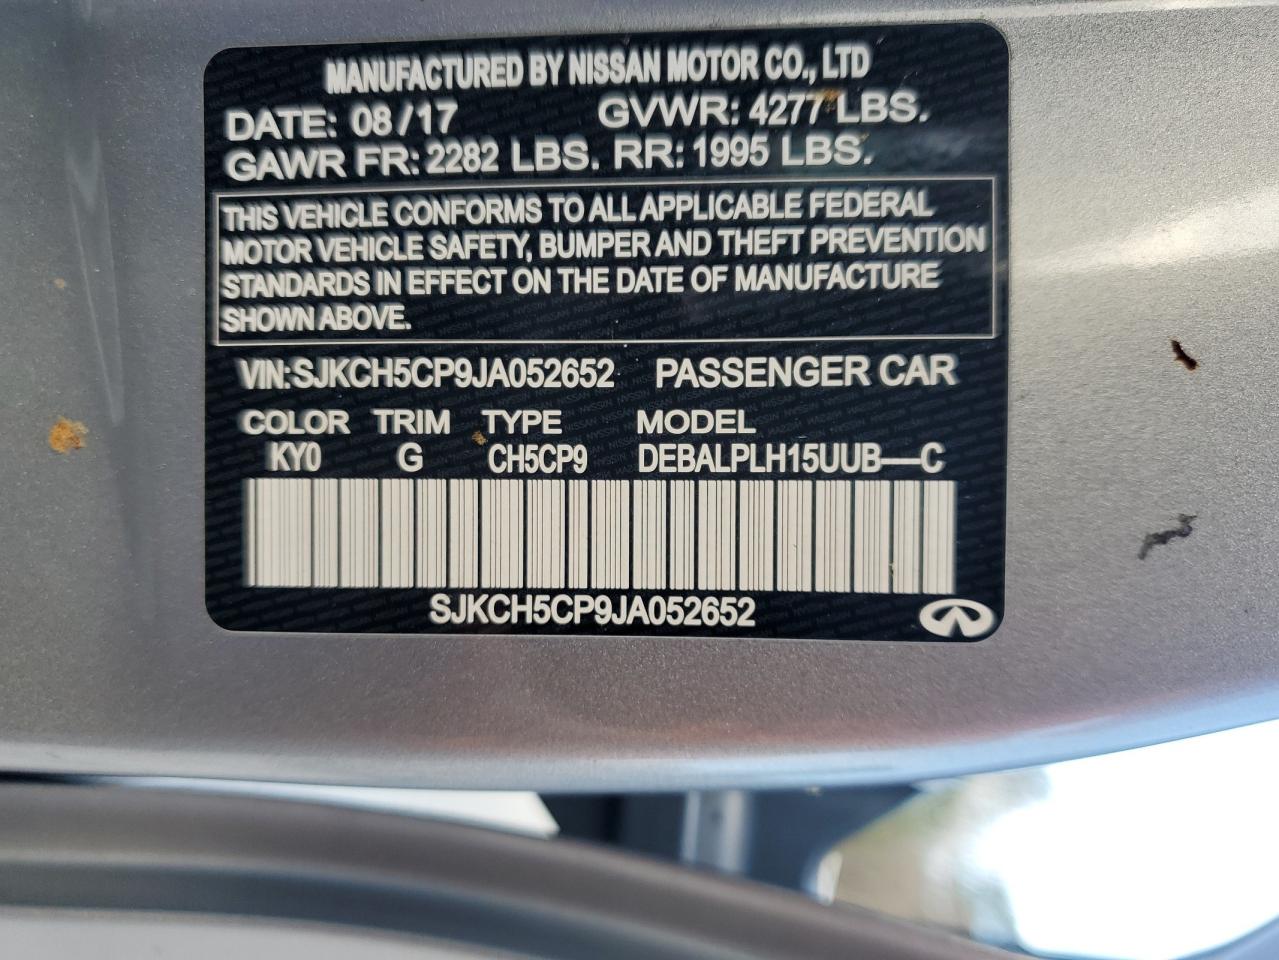 MANUFACTURED BY NISSAN MOTOR CO., LTD
DATE: 08/17 GVWR: 4277 LBS.
GAWR FR: 2282 LBS. RR: 1995 LBS.
THIS VEHICLE CONFORMS TO ALL APPLICABLE FEDERAL
MOTOR VEHICLE SAFETY, BUMPER AND THEFT PREVENTION
STANDARDS IN EFFECT ON THE DATE OF MANUFACTURE
SHOWN ABOVE.
VIN:SJKCH5CP9JA052652 PASSENGER CAR
COLOR TRIM TYPE MODEL
KY0 G CH5CP9 DEBALPLH15UUB—C
SJKCH5CP9JA052652